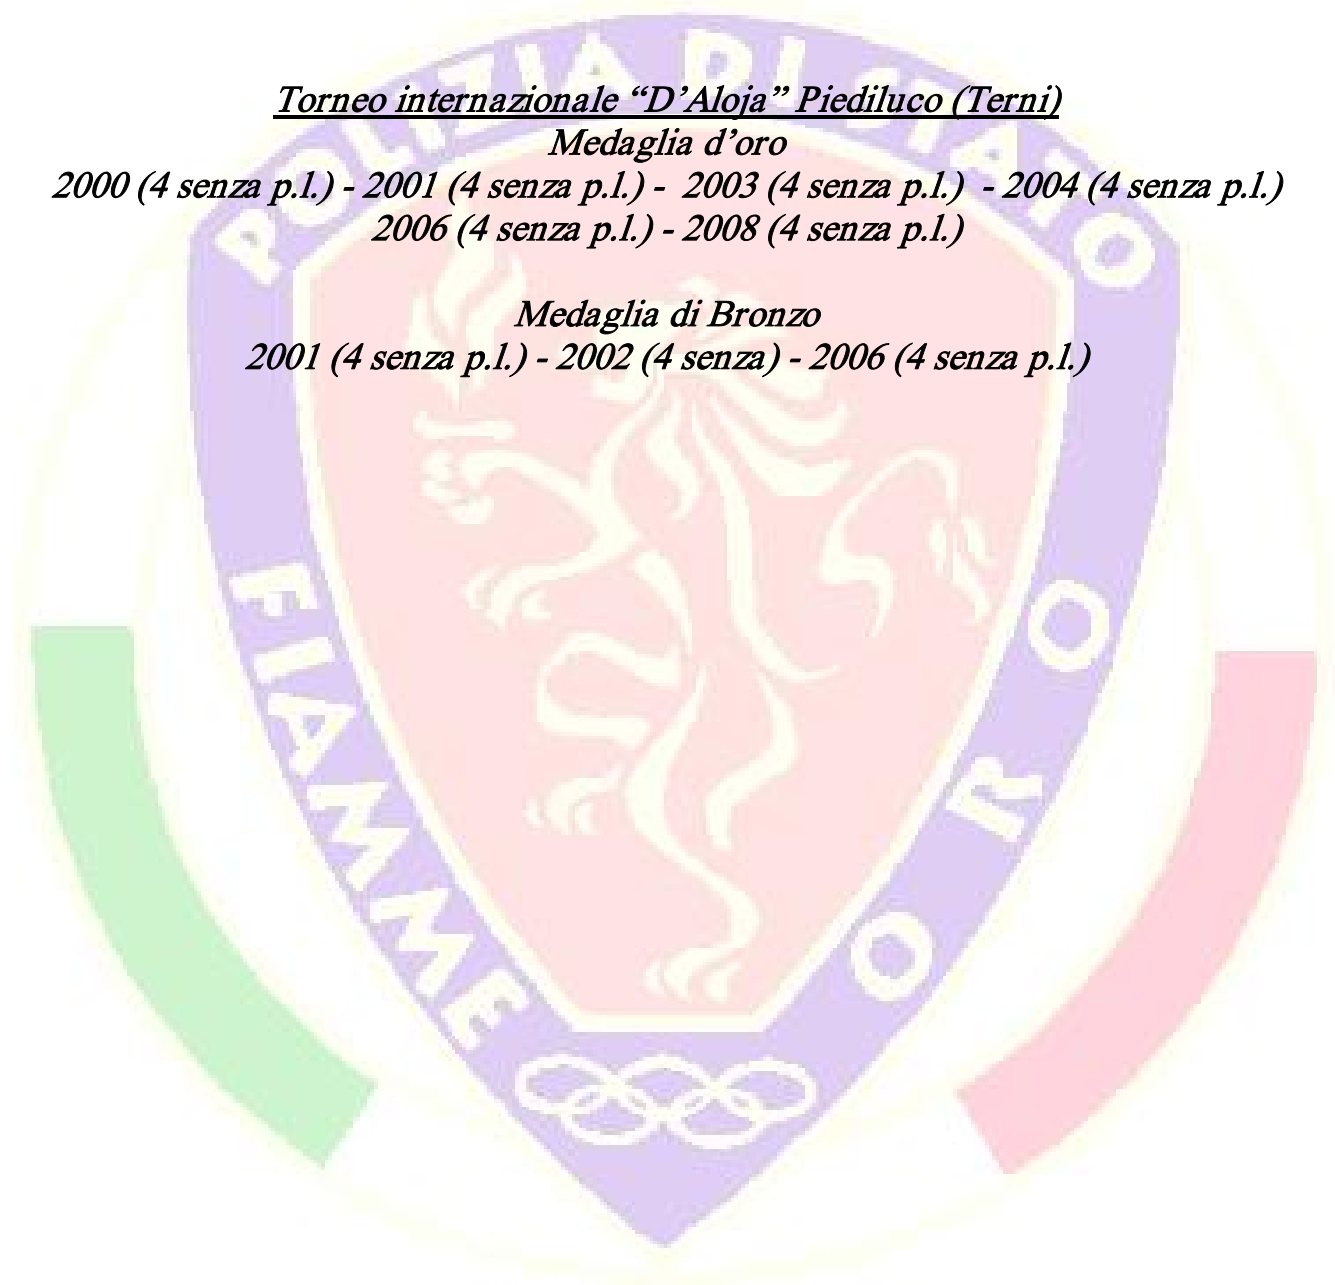 POLIZIA DI STATO
Torneo internazionale “D’Aloja” Piediluco (Terni)
Medaglia d’oro
2000 (4 senza p.l.) - 2001 (4 senza p.l.) -  2003 (4 senza p.l.)  - 2004 (4 senza p.l.)
2006 (4 senza p.l.) - 2008 (4 senza p.l.)
Medaglia di Bronzo
2001 (4 senza p.l.) - 2002 (4 senza) - 2006 (4 senza p.l.)
FIAMME
ORO